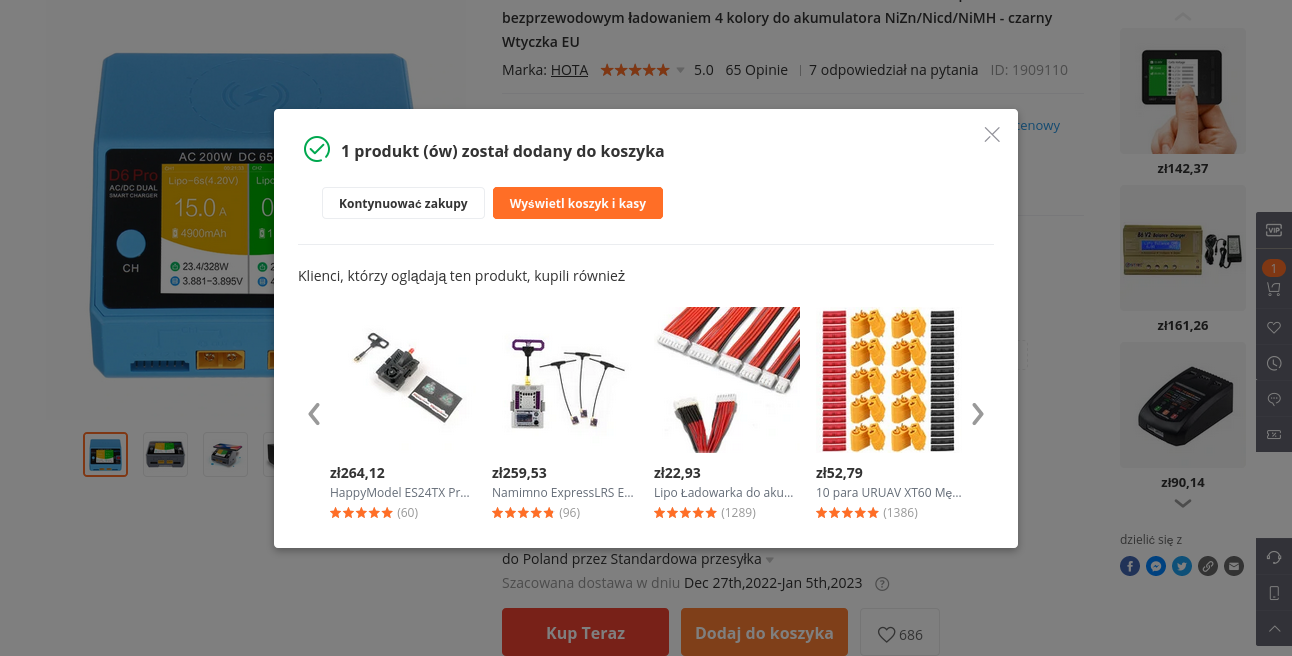 bezprzewodowym ładowaniem 4 kolory do akumulatora NiZn/Nicd/NiMH - czarny
Wtyczka EU
Marka: HOTA 5.0 65 Opinie 7 odpowiedział na pytania ID: 1909110
cenowy
1 produkt (ów) został dodany do koszyka
Kontynuować zakupy
Wyświetl koszyk i kasy
Klienci, którzy oglądają ten produkt, kupili również
zł264,12
HappyModel ES24TX Pr...
(60)
zł259,53
Namimno ExpressLRS E...
(96)
zł22,93
Lipo Ładowarka do aku...
(1289)
zł52,79
10 para URUAV XT60 Mę...
(1386)
AC 200W DC 65
D6 Pro
AC/DC DUAL
SMART CHARGER
Lipo~6s(4.20V)
Lipo
15.0 A
0
4900mAh
1
CH
23.4/328W
2
3.881~3.895V
4
do Poland przez Standardowa przesyłka
Szacowana dostawa w dniu Dec 27th,2022-Jan 5th,2023
Kup Teraz
Dodaj do koszyka
686
zł142,37
zł161,26
zł90,14
dzielić się z
VIP
1